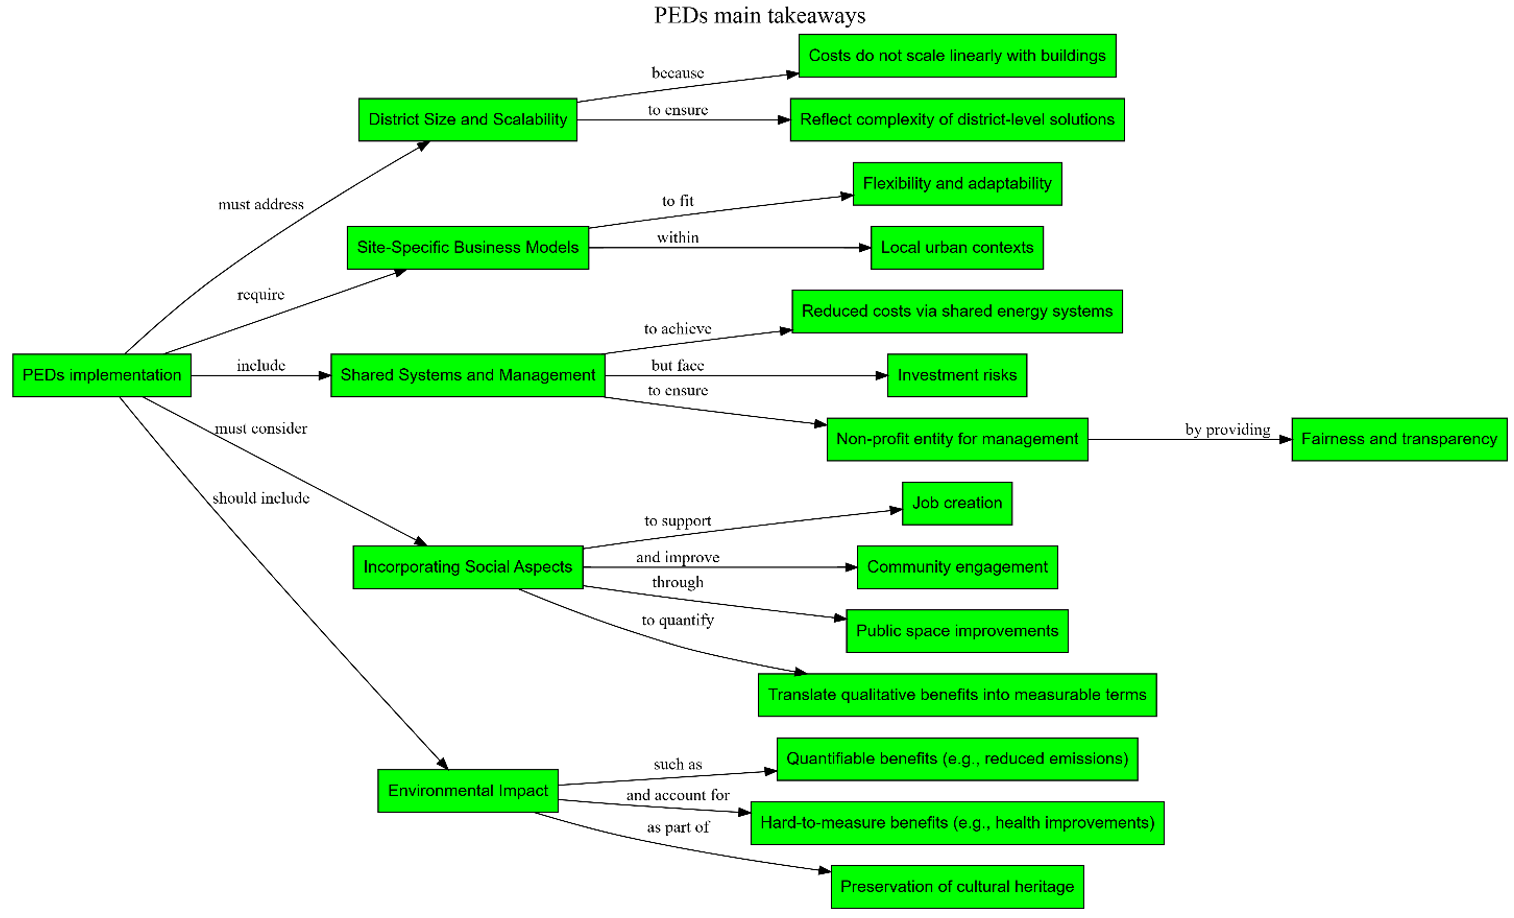 PEDs main takeaways
Costs do not scale linearly with buildings
because
District Size and Scalability
to ensure
Reflect complexity of district-level solutions
must address
Flexibility and adaptability
to fit
Site-Specific Business Models
within
Local urban contexts
require
Reduced costs via shared energy systems
to achieve
PEDs implementation
include
Shared Systems and Management
but face
Investment risks
to ensure
Non-profit entity for management
by providing
Fairness and transparency
must consider
should include
Job creation
to support
Incorporating Social Aspects
and improve
Community engagement
through
Public space improvements
to quantify
Translate qualitative benefits into measurable terms
Quantifiable benefits (e.g., reduced emissions)
such as
Environmental Impact
and account for
Hard-to-measure benefits (e.g., health improvements)
as part of
Preservation of cultural heritage